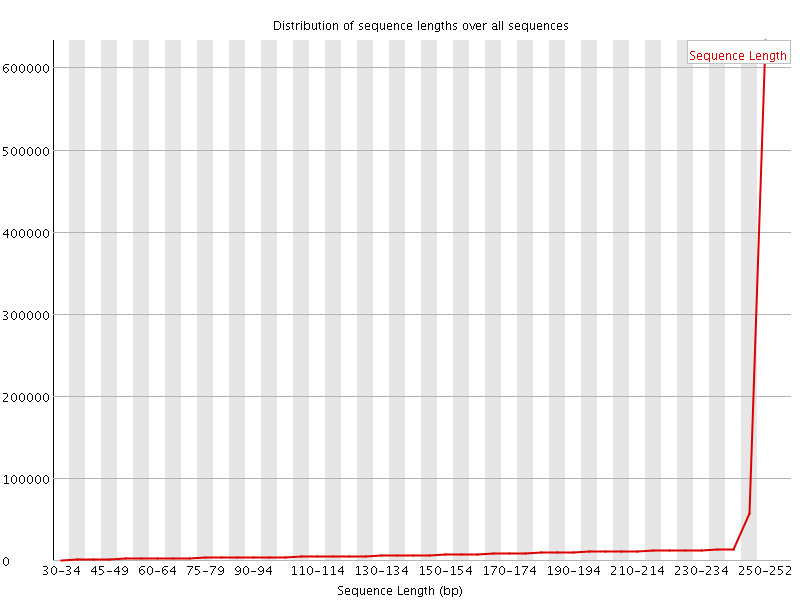 Distribution of sequence lengths over all sequences
Sequence Length
600000
500000
400000
300000
200000
100000
0
30-34 45-49 60-64 75-79 90-94 110-114 130-134 150-154 170-174 190-194 210-214 230-234 250-252
Sequence Length (bp)